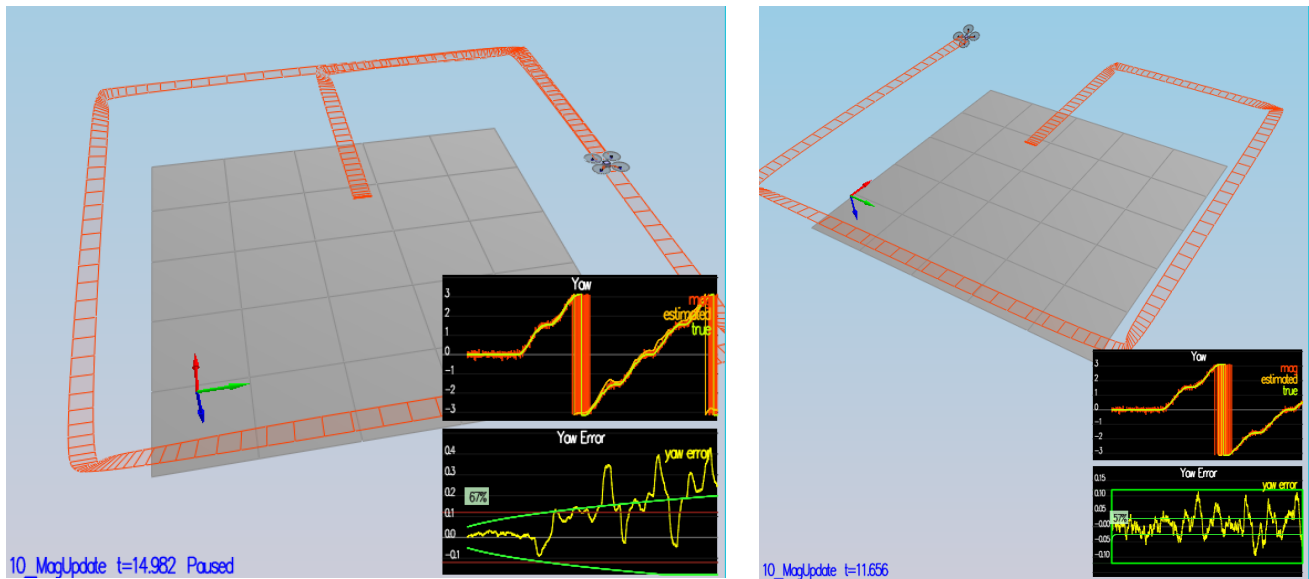 Yaw
3
mag
2
estimated
1
true
0
-1
-2
-3
Yaw Error
0.4
yaw error
0.3
0.2
67%
0.1
0.0
-0.1
10_MagUpdate t=14.982 Paused
Yaw
3
mag
2
estimated
1
true
0
-1
-2
-3
Yaw Error
0.15
yaw error
0.10
0.05
-0.00
-0.05
-0.10
10_MagUpdate t=11.656